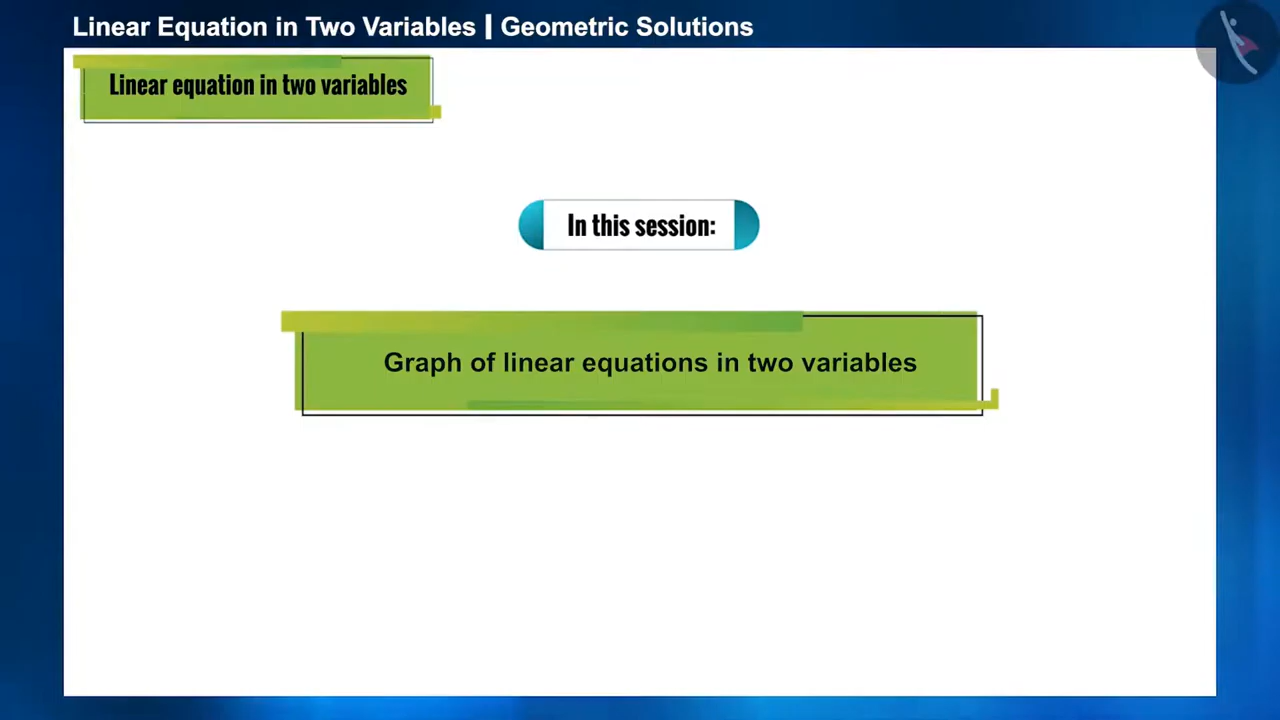 Linear Equation in Two Variables | Geometric Solutions
Linear equation in two variables
In this session:
Graph of linear equations in two variables